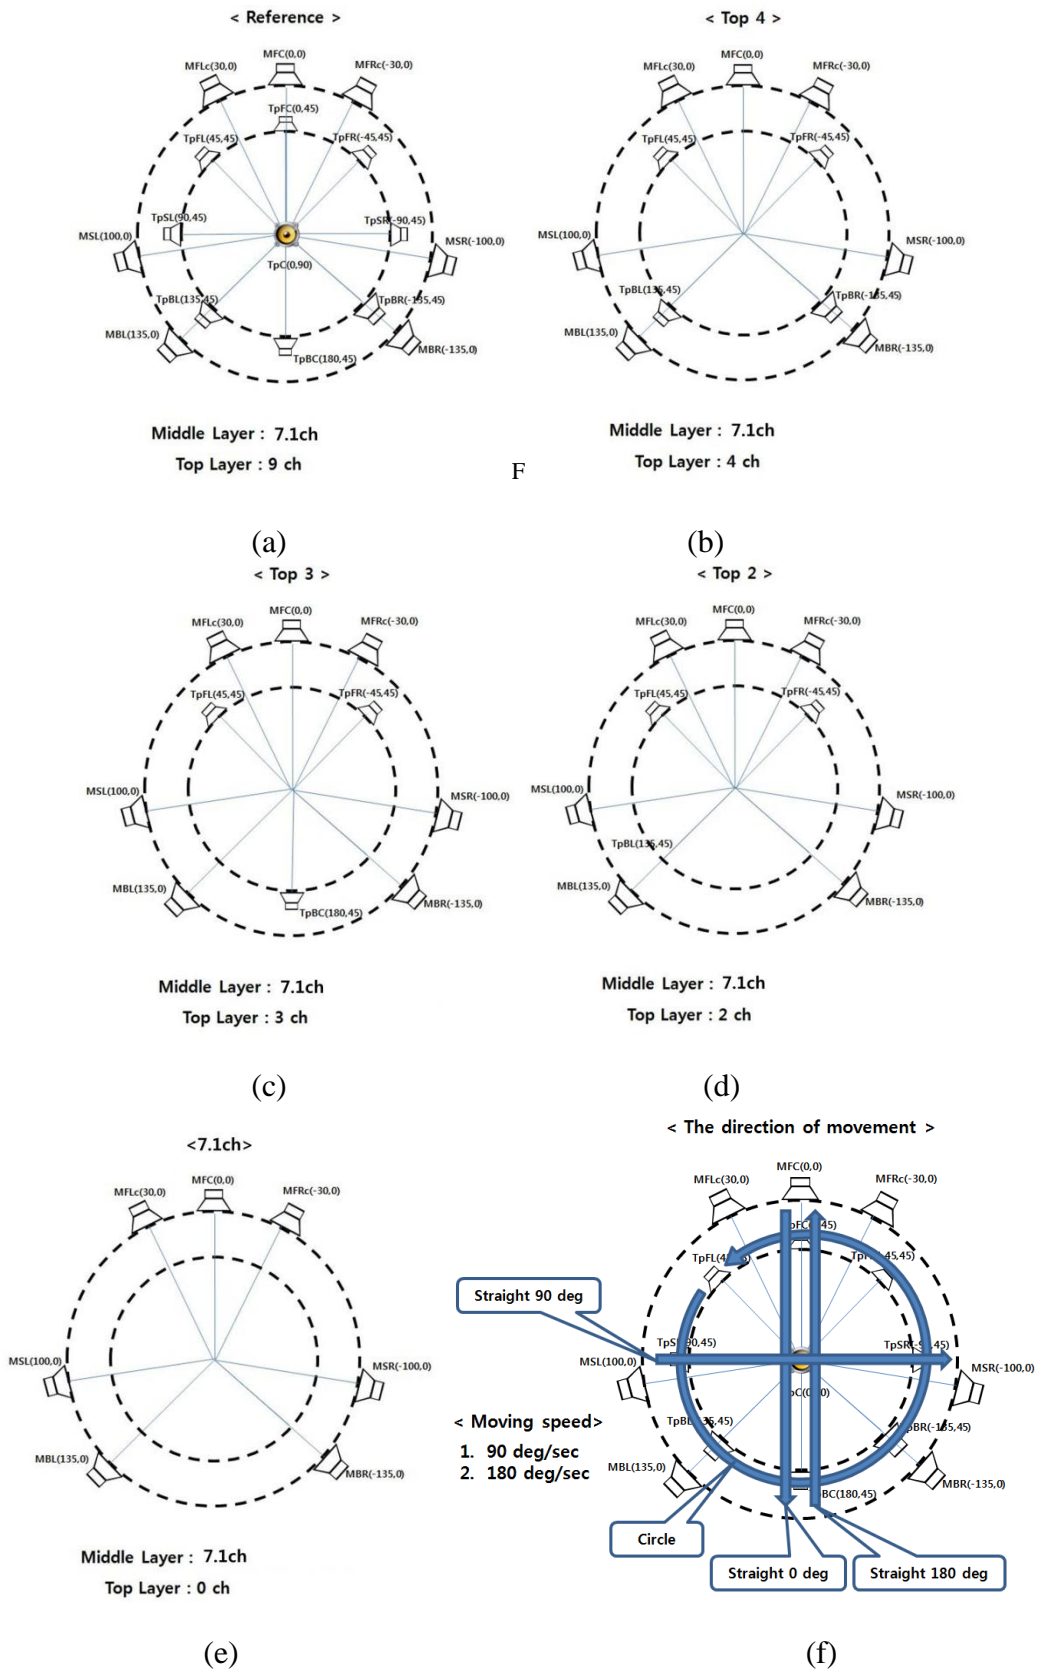 < Reference >
MFC(0,0)
MFLc(30,0)
MFRc(-30,0)
TpFC(0,45)
TpFL(45,45)
TpFR(-45,45)
TpSL(90,45)
TpSR(-90,45)
MSL(100,0)
MSR(-100,0)
TpC(0,90)
TpBL(135,45)
TpBR(-135,45)
MBL(135,0)
MBR(-135,0)
TpBC(180,45)
Middle Layer : 7.1ch
Top Layer : 9 ch
(a)
< Top 4 >
MFC(0,0)
MFLc(30,0)
MFRc(-30,0)
TpFL(45,45)
TpFR(-45,45)
MSL(100,0)
MSR(-100,0)
TpBL(135,45)
TpBR(-135,45)
MBL(135,0)
MBR(-135,0)
Middle Layer : 7.1ch
Top Layer : 4 ch
F
(b)
< Top 3 >
MFC(0,0)
MFLc(30,0)
MFRc(-30,0)
TpFL(45,45)
TpFR(-45,45)
MSL(100,0)
MSR(-100,0)
MBL(135,0)
MBR(-135,0)
TpBC(180,45)
Middle Layer : 7.1ch
Top Layer : 3 ch
(c)
< Top 2 >
MFC(0,0)
MFLc(30,0)
MFRc(-30,0)
TpFL(45,45)
TpFR(-45,45)
MSL(100,0)
MSR(-100,0)
TpBL(135,45)
MBL(135,0)
MBR(-135,0)
Middle Layer : 7.1ch
Top Layer : 2 ch
(d)
<7.1ch>
MFC(0,0)
MFLc(30,0)
MFRc(-30,0)
MSL(100,0)
MSR(-100,0)
MBL(135,0)
MBR(-135,0)
Middle Layer : 7.1ch
Top Layer : 0 ch
(e)
< The direction of movement >
MFC(0,0)
MFLc(30,0)
MFRc(-30,0)
Straight 90 deg
MSL(100,0)
MSR(-100,0)
< Moving speed>
1. 90 deg/sec
2. 180 deg/sec
MBL(135,0)
MBR(-135,0)
Circle
Straight 0 deg
Straight 180 deg
(f)